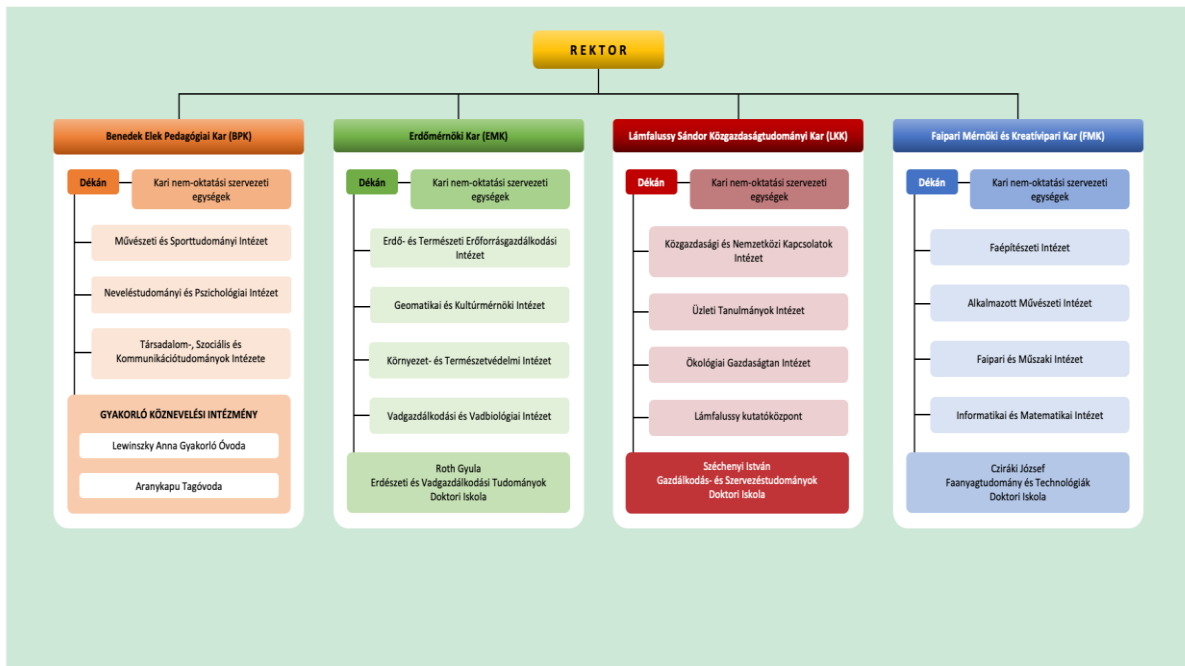 REKTOR
Benedek Elek Pedagógiai Kar (BPK)
Dékán
Kari nem-oktatási szervezeti
egységek
Művészeti és Sporttudományi Intézet
Neveléstudományi és Pszichológiai Intézet
Társadalom-, Szociális és
Kommunikációtudományok Intézete
GYAKORLÓ KÖZNEVELÉSI INTÉZMÉNY
Lewinszky Anna Gyakorló Óvoda
Aranykapu Tagóvoda
Erdőmérnöki Kar (EMK)
Dékán
Kari nem-oktatási szervezeti
egységek
Erdő- és Természeti Erőforrásgazdálkodási
Intézet
Geomatikai és Kultúrmérnöki Intézet
Környezet- és Természetvédelmi Intézet
Vadgazdálkodási és Vadbiológiai Intézet
Roth Gyula
Erdészeti és Vadgazdálkodási Tudományok
Doktori Iskola
Lámfalussy Sándor Közgazdaságtudományi Kar (LKK)
Dékán
Kari nem-oktatási szervezeti
egységek
Közgazdasági és Nemzetközi Kapcsolatok
Intézet
Üzleti Tanulmányok Intézet
Ökológiai Gazdaságtan Intézet
Lámfalussy kutatóközpont
Széchenyi István
Gazdálkodás- és Szervezéstudományok
Doktori Iskola
Faipari Mérnöki és Kreatívipari Kar (FMK)
Dékán
Kari nem-oktatási szervezeti
egységek
Faépítészeti Intézet
Alkalmazott Művészeti Intézet
Faipari és Műszaki Intézet
Informatikai és Matematikai Intézet
Cziráki József
Faanyagtudomány és Technológiák
Doktori Iskola